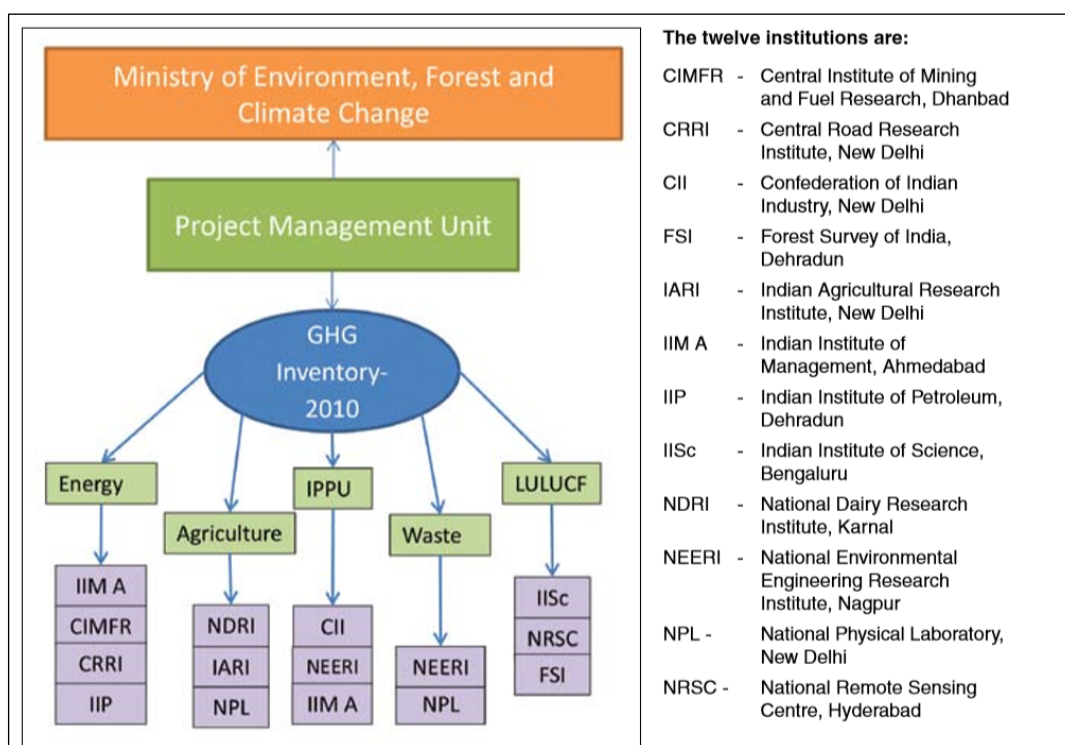 Ministry of Environment, Forest and
Climate Change
Project Management Unit
GHG
Inventory-
2010
Energy
IPPU
LULUCF
Agriculture
Waste
IIM A
CIMFR
CRRI
IIP
NDRI
IARI
NPL
CII
NEERI
IIM A
NEERI
NPL
IISc
NRSC
FSI
The twelve institutions are:
CIMFR - Central Institute of Mining
and Fuel Research, Dhanbad
CRRI - Central Road Research
Institute, New Delhi
CII - Confederation of Indian
Industry, New Delhi
FSI - Forest Survey of India,
Dehradun
IARI - Indian Agricultural Research
Institute, New Delhi
IIM A - Indian Institute of
Management, Ahmedabad
IIP - Indian Institute of Petroleum,
Dehradun
IISc - Indian Institute of Science,
Bengaluru
NDRI - National Dairy Research
Institute, Karnal
NEERI - National Environmental
Engineering Research
Institute, Nagpur
NPL - National Physical Laboratory,
New Delhi
NRSC - National Remote Sensing
Centre, Hyderabad